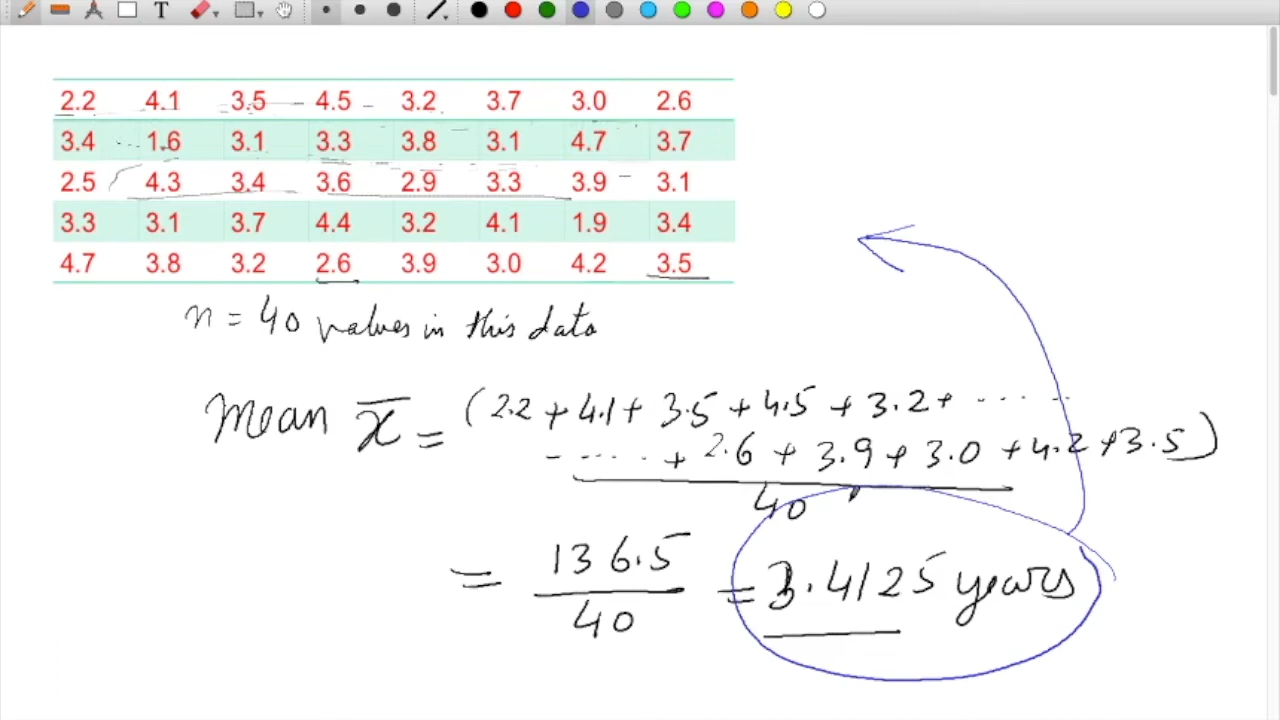 T
2.2 4.1 3.5 4.5 3.2 3.7 3.0 2.6
3.4 1.6 3.1 3.3 3.8 3.1 4.7 3.7
2.5 4.3 3.4 3.6 2.9 3.3 3.9 3.1
3.3 3.1 3.7 4.4 3.2 4.1 1.9 3.4
4.7 3.8 3.2 2.6 3.9 3.0 4.2 3.5
n = 40 values in this data
Mean x̅ = (2.2 + 4.1 + 3.5 + 4.5 + 3.2 + ......
...... + 2.6 + 3.9 + 3.0 + 4.2 + 3.5)
40
= 136.5 = 3.4125 years
40